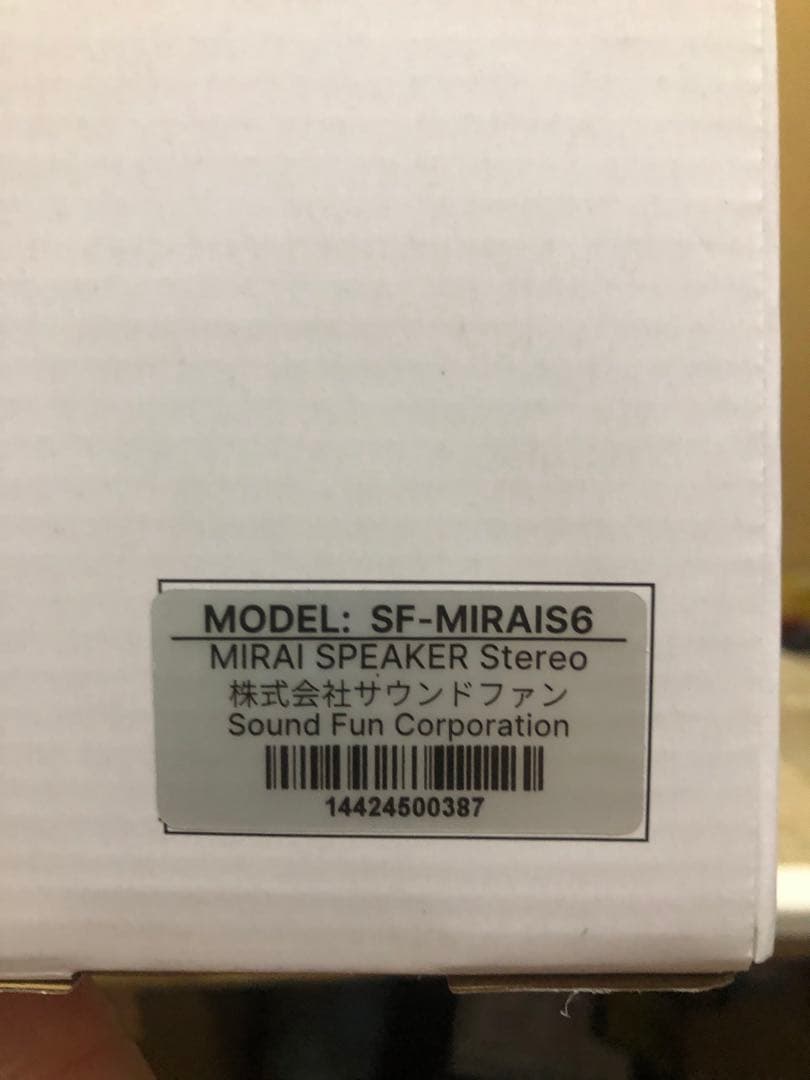 MODEL: SF-MIRAIS6
MIRAI SPEAKER Stereo
株式会社サウンドファン
Sound Fun Corporation
14424500387